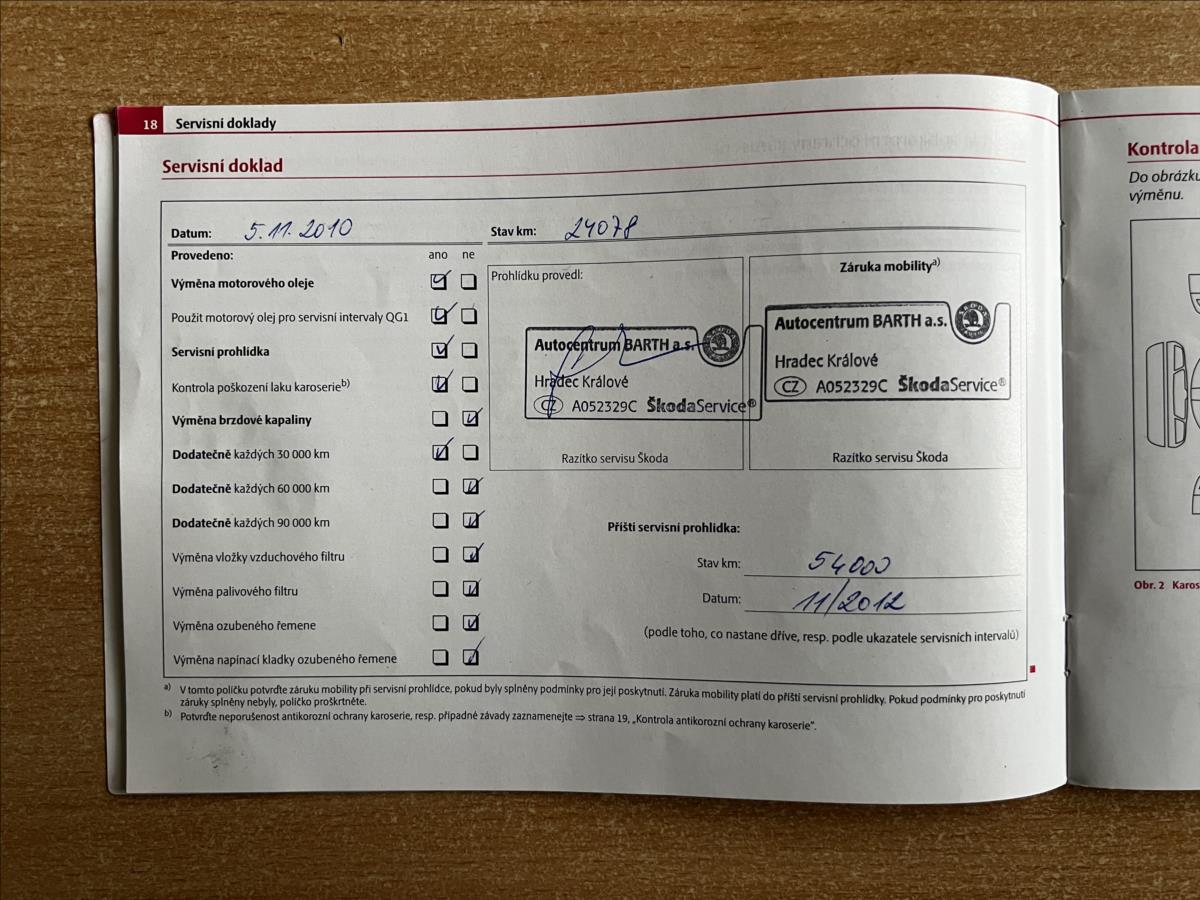 18 Servisní doklady
Servisní doklad
Datum: 5.11.2010 Stav km: 24078
Provedeno: ano ne
Výměna motorového oleje
Použit motorový olej pro servisní intervaly QG1
Servisní prohlídka
Kontrola poškození laku karoserieb)
Výměna brzdové kapaliny
Dodatečně každých 30 000 km
Dodatečně každých 60 000 km
Dodatečně každých 90 000 km
Výměna vložky vzduchového filtru
Výměna palivového filtru
Výměna ozubeného řemene
Výměna napínací kladky ozubeného řemene
Prohlídku provedl:
Autocentrum BARTH a.s.
Hradec Králové
CZ A052329C ŠkodaService®
Razítko servisu Škoda
Záruka mobilitya)
Autocentrum BARTH a.s.
ŠKODA
Hradec Králové
CZ A052329C ŠkodaService®
Razítko servisu Škoda
Příští servisní prohlídka:
Stav km: 54000
Datum: 11/2012
(podle toho, co nastane dříve, resp. podle ukazatele servisních intervalů)
a) V tomto políčku potvrďte záruku mobility při servisní prohlídce, pokud byly splněny podmínky pro její poskytnutí. Záruka mobility platí do příští servisní prohlídky. Pokud podmínky pro poskytnutí
záruky splněny nebyly, políčko proškrtněte.
b) Potvrďte neporušenost antikorozní ochrany karoserie, resp. případné závady zaznamenejte ⇒ strana 19, „Kontrola antikorozní ochrany karoserie".
Kontrola
Do obrázku
výměnu.
Obr. 2 Karos